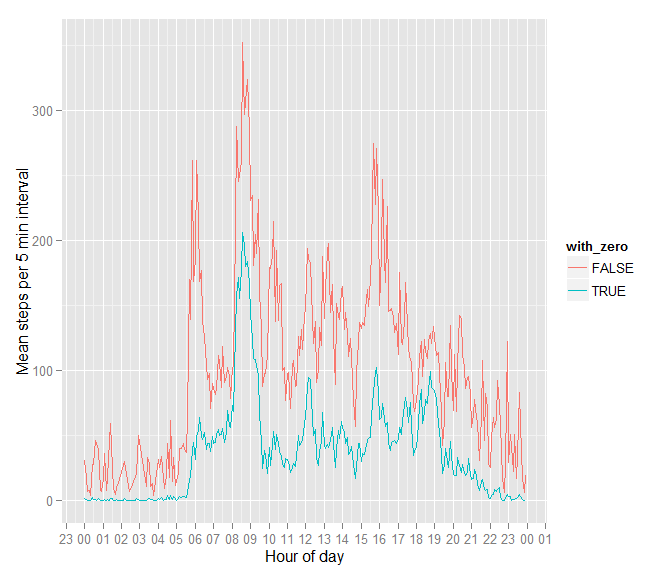 Mean steps per 5 min interval
300
200
100
0
23 00 01 02 03 04 05 06 07 08 09 10 11 12 13 14 15 16 17 18 19 20 21 22 23 00 01
Hour of day
with_zero
FALSE
TRUE